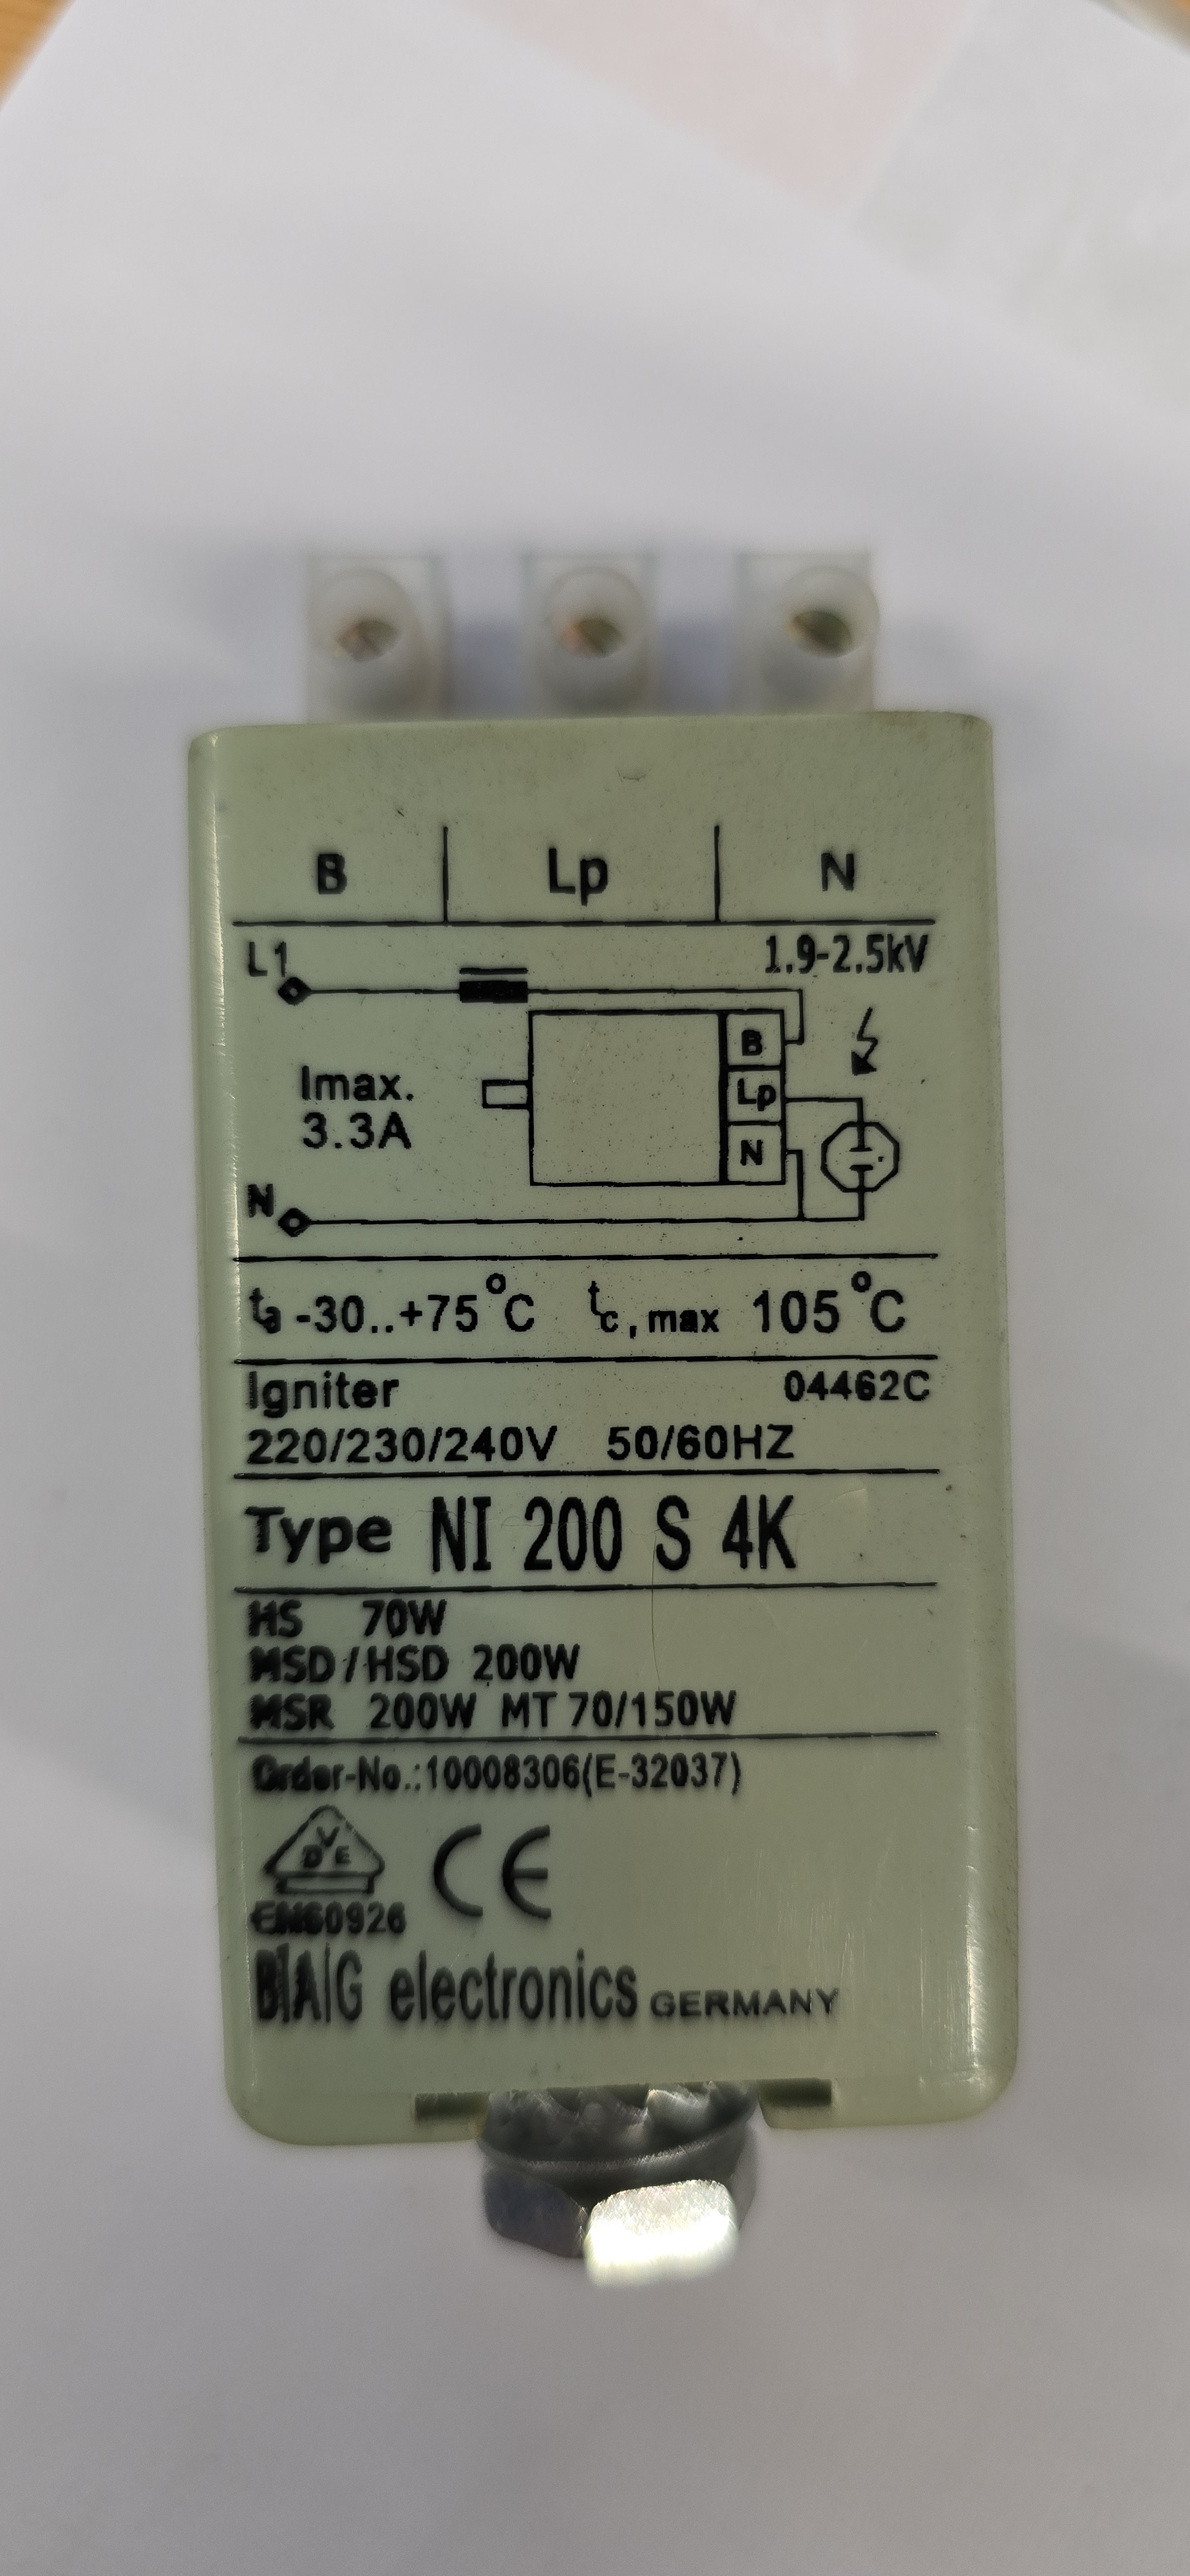 B Lp N
L1 1.9-2.5kV
B
Imax. Lp
3.3A
N
N
ta -30..+75°C tc, max 105°C
Igniter 04462C
220/230/240V 50/60HZ
Type NI 200 S 4K
HS 70W
MSD/HSD 200W
MSR 200W MT 70/150W
Order-No.:10008306(E-32037)
VDE CE
EN60926
B|A|G electronics GERMANY